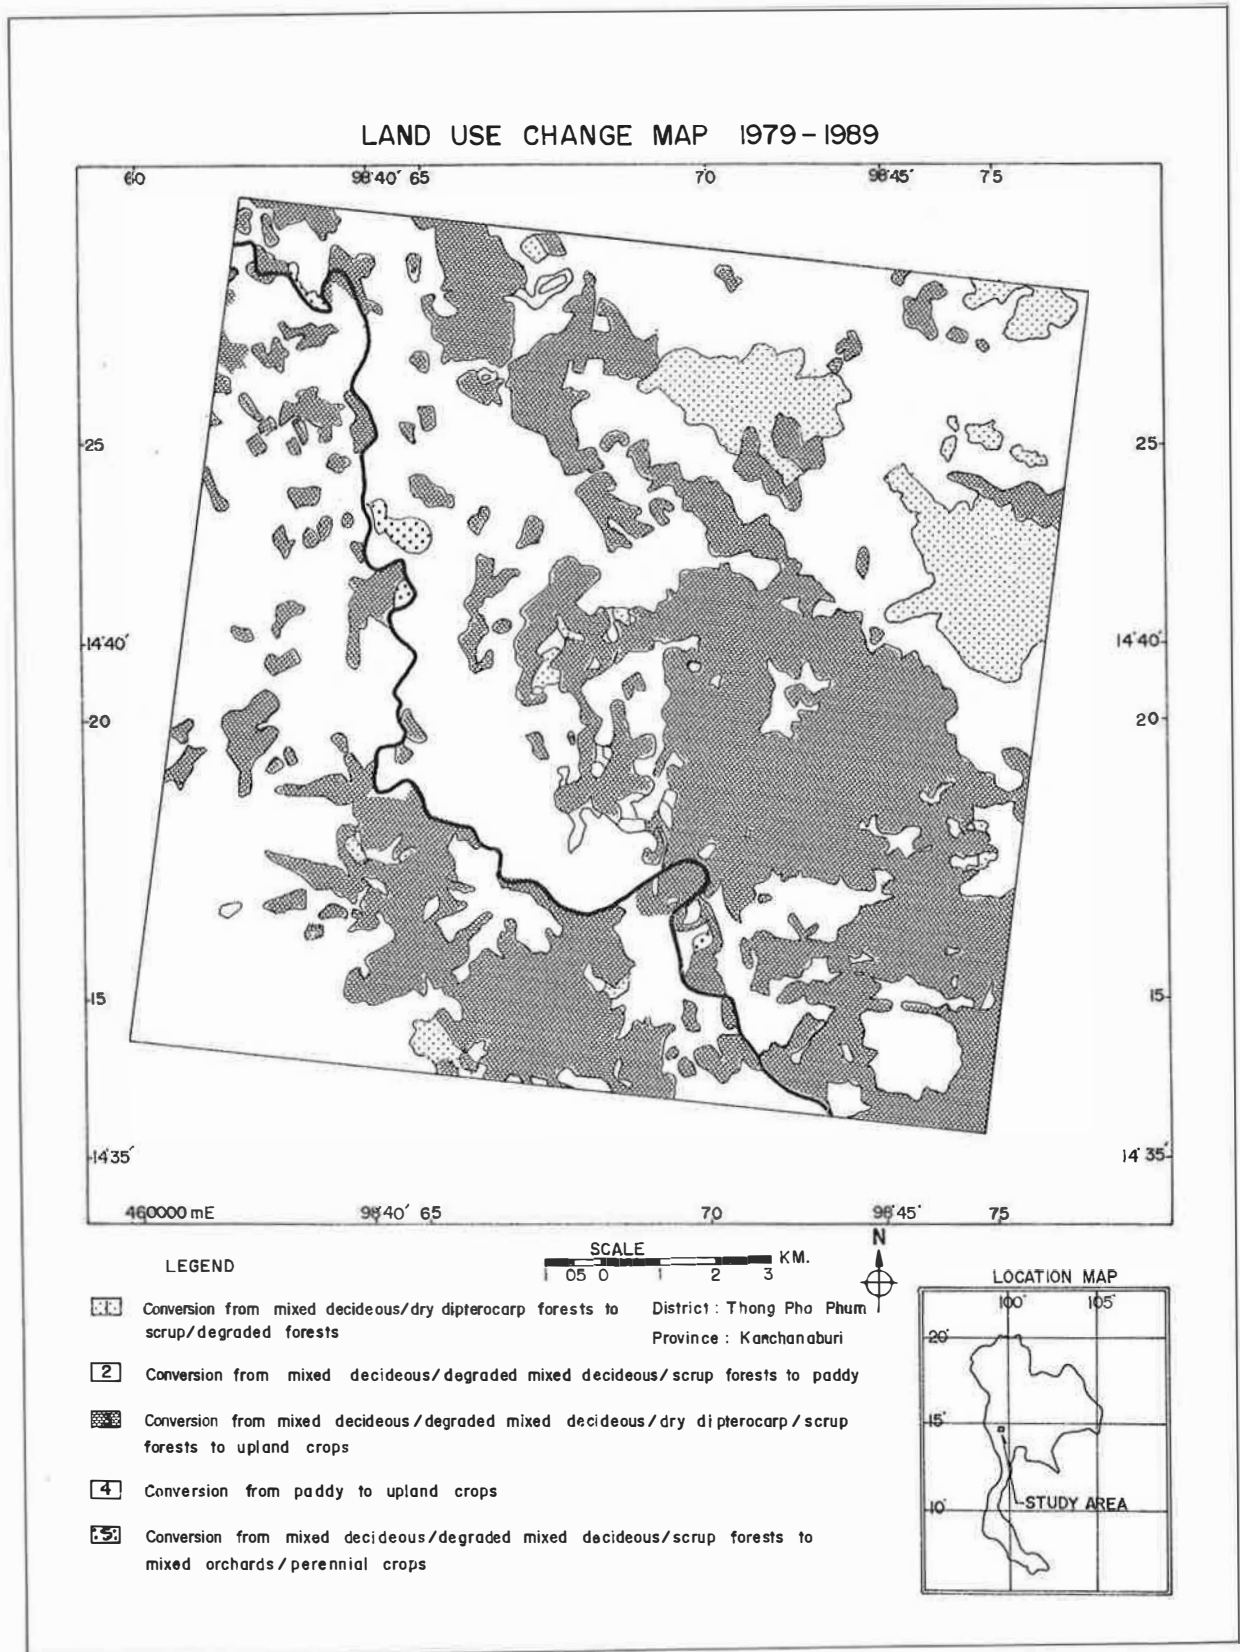 LAND USE CHANGE MAP 1979-1989
60 98°40' 65 70 98°45' 75
25 25
14°40' 14°40'
20 20
15 15
14°35' 14°35'
460000 mE 98°40' 65 70 98°45' 75
LEGEND
SCALE
KM.
1 05 0 1 2 3
N
District : Thong Pha Phum
Province : Kanchanaburi
1 Conversion from mixed decideous/dry dipterocarp forests to
scrup/degraded forests
2 Conversion from mixed decideous/degraded mixed decideous/scrup forests to paddy
3 Conversion from mixed decideous/degraded mixed decideous/dry dipterocarp/scrup
forests to upland crops
4 Conversion from paddy to upland crops
5 Conversion from mixed decideous/degraded mixed decideous/scrup forests to
mixed orchards/perennial crops
LOCATION MAP
100° 105°
20°
15°
10°
STUDY AREA